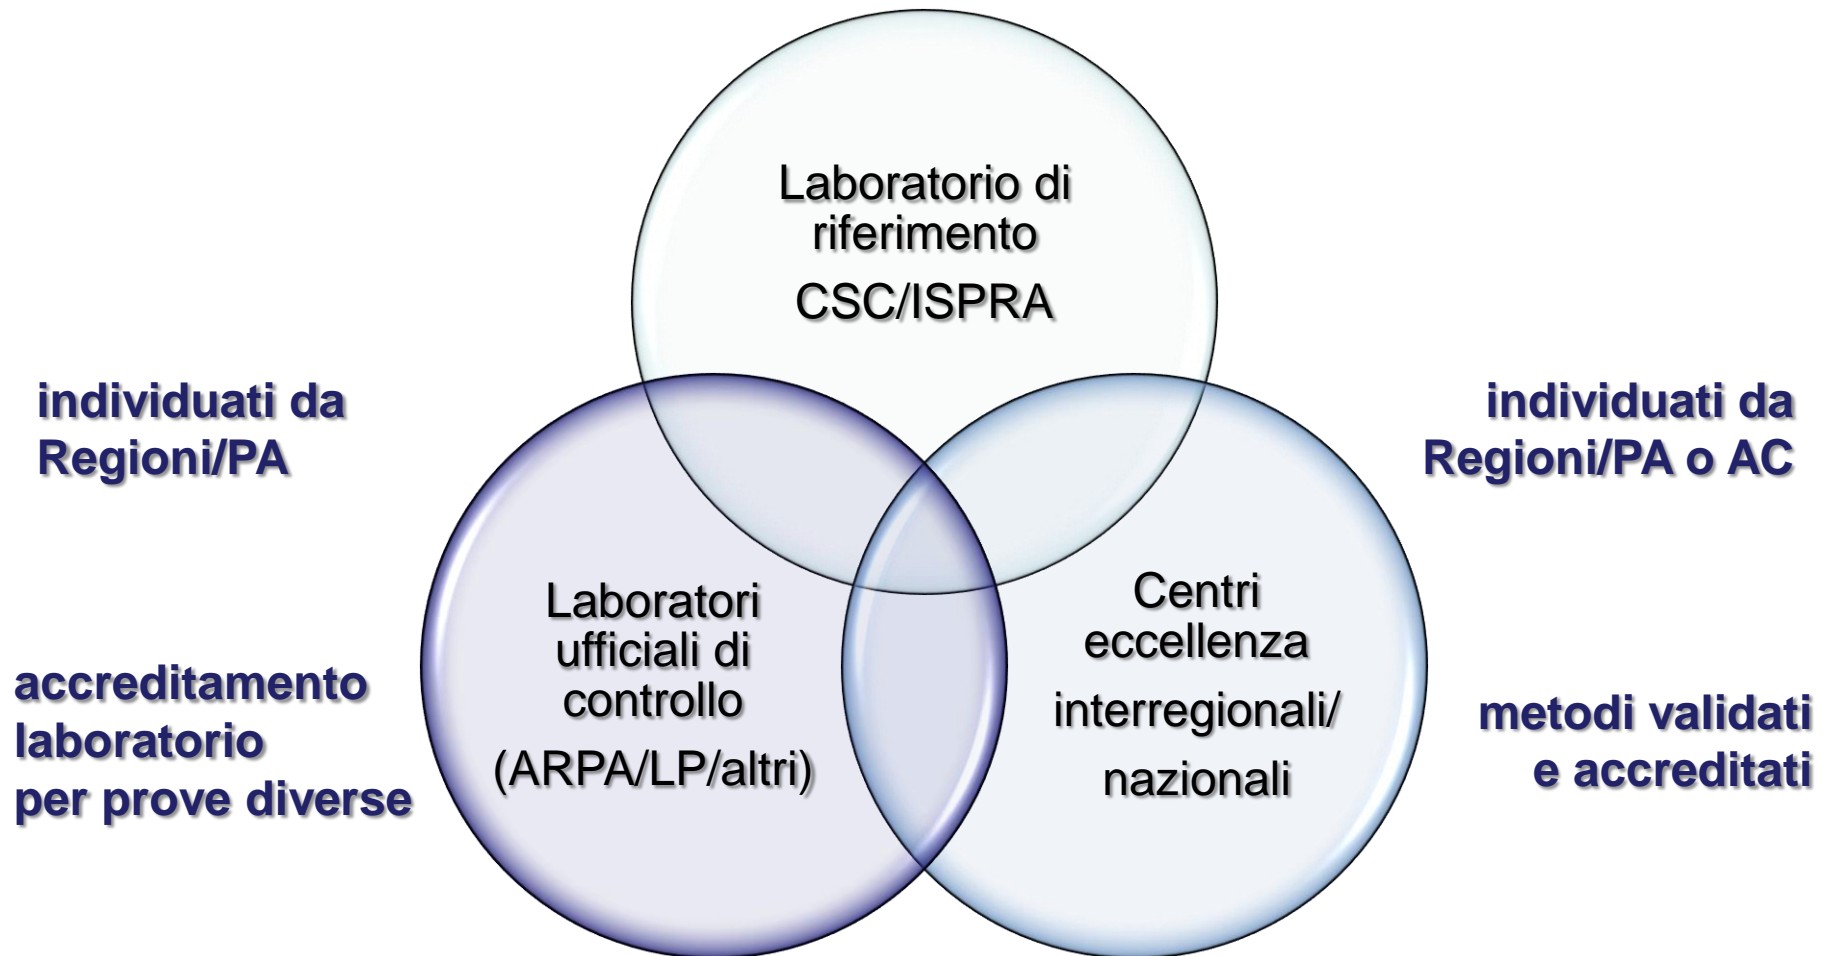 Laboratorio di
riferimento
CSC/ISPRA
individuati da
Regioni/PA
individuati da
Regioni/PA o AC
Laboratori
ufficiali di
controllo
(ARPA/LP/altri)
Centri
eccellenza
interregionali/
nazionali
accreditamento
laboratorio
per prove diverse
metodi validati
e accreditati